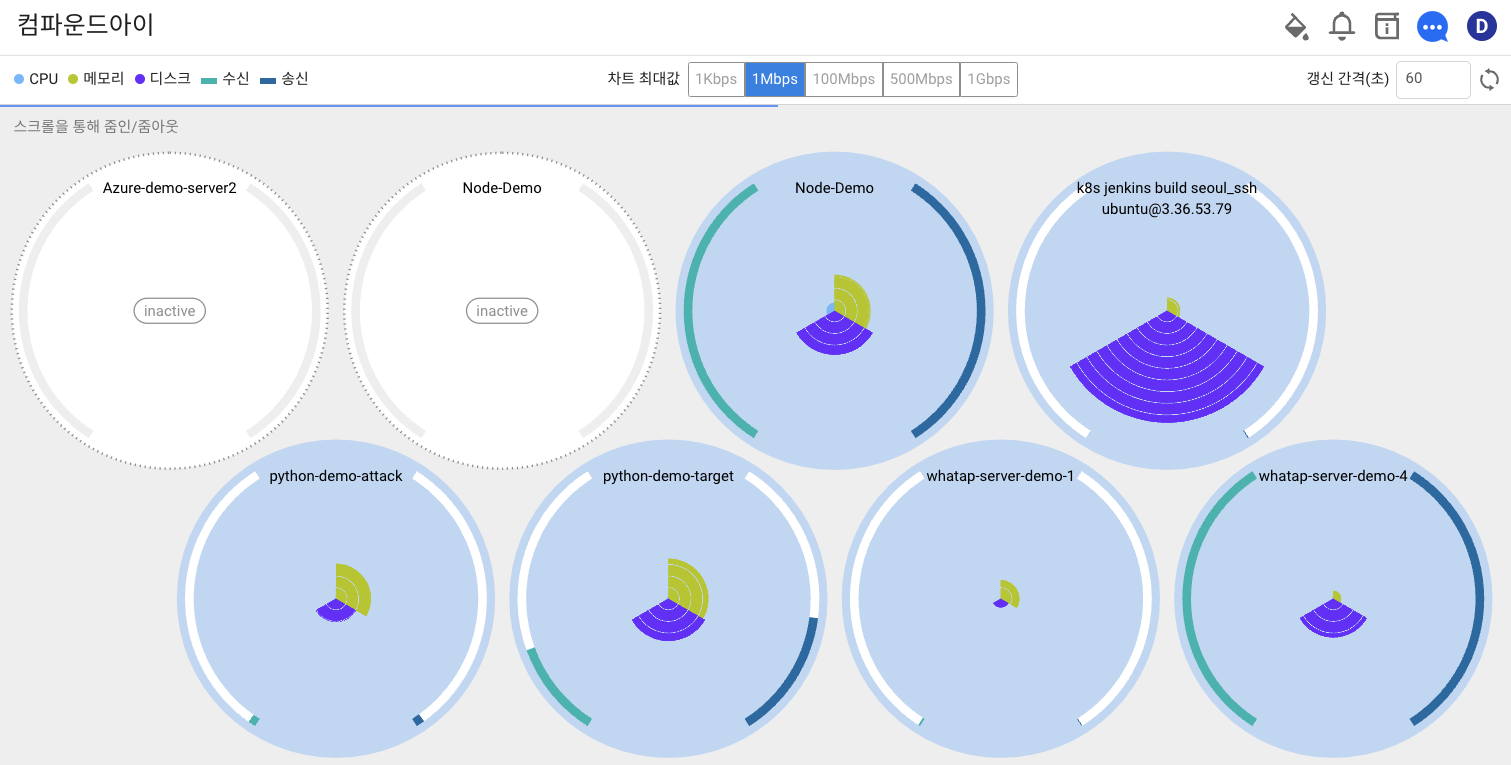 컴파운드아이
D
CPU 메모리 디스크 수신 송신
차트 최대값 1Kbps 1Mbps 100Mbps 500Mbps 1Gbps
갱신 간격(초) 60
스크롤을 통해 줌인/줌아웃
Azure-demo-server2
inactive
Node-Demo
inactive
Node-Demo
k8s jenkins build seoul_ssh
ubuntu@3.36.53.79
python-demo-attack
python-demo-target
whatap-server-demo-1
whatap-server-demo-4